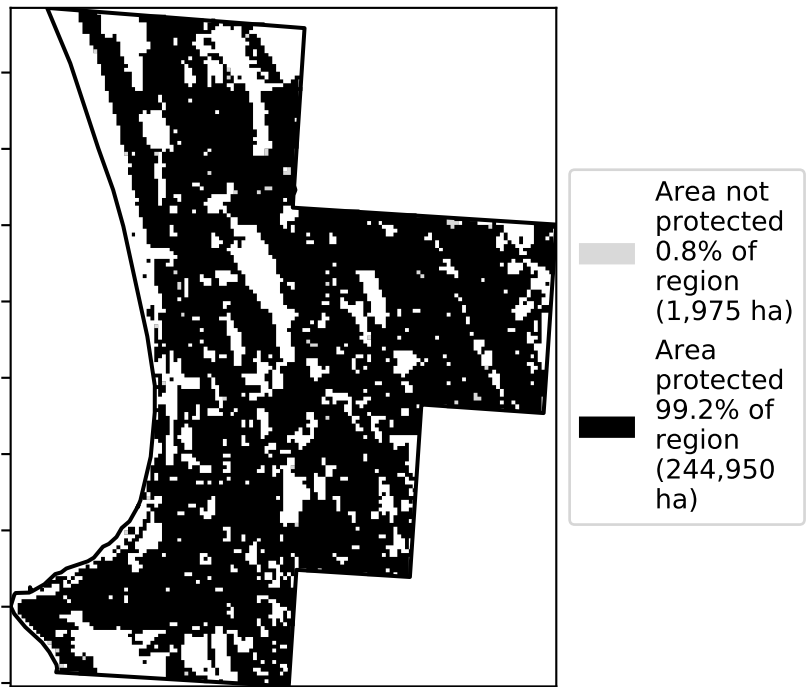 Area not
protected
0.8% of
region
(1,975 ha)
Area
protected
99.2% of
region
(244,950
ha)